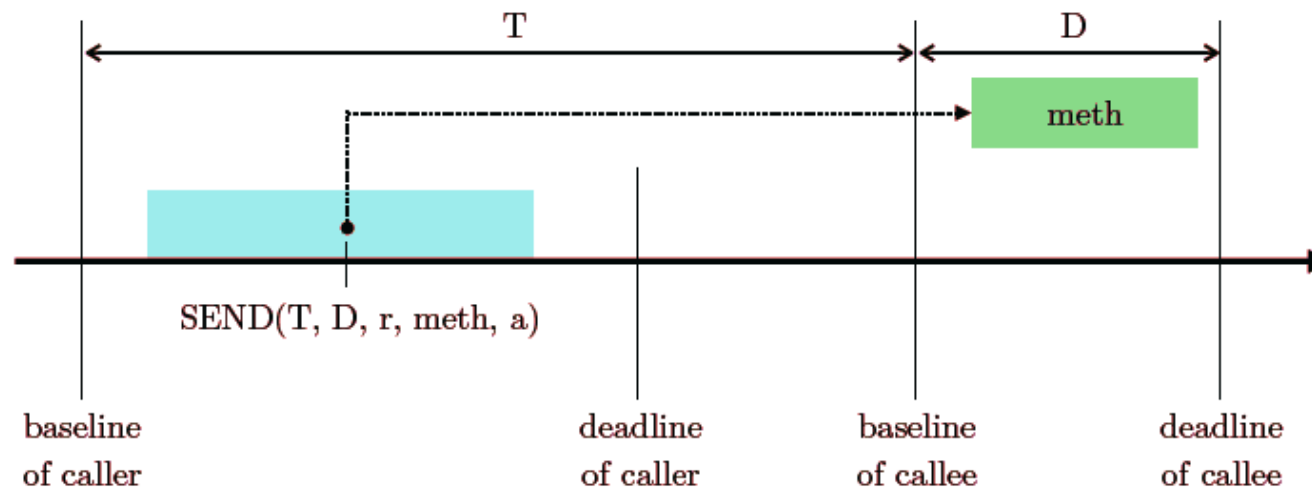 T
D
meth
SEND(T, D, r, meth, a)
baseline
of caller
deadline
of caller
baseline
of callee
deadline
of callee